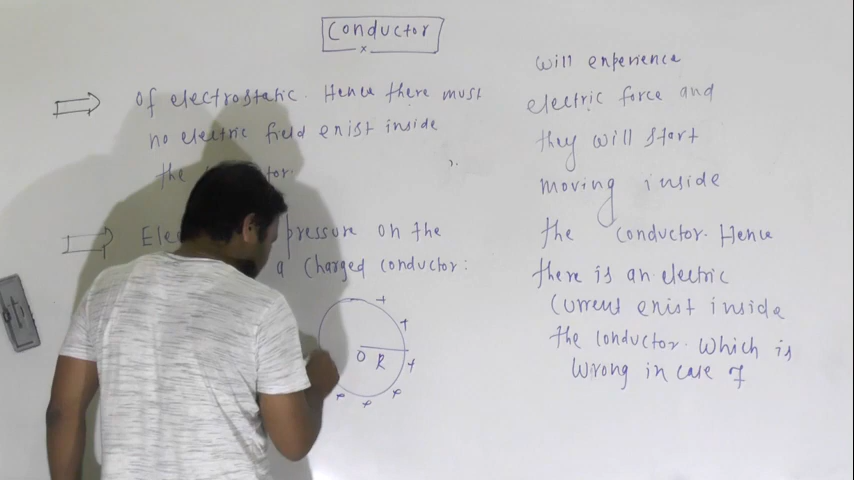 Conductor
Of electrostatic. Hence there must
no electric field exist inside
the
Pressure on the
a Charged Conductor:
+
+
O R +
+ + +
will experience
electric force and
they will start
moving inside
the conductor. Hence
there is an electric
Current exist inside
the conductor. Which is
Wrong in case of